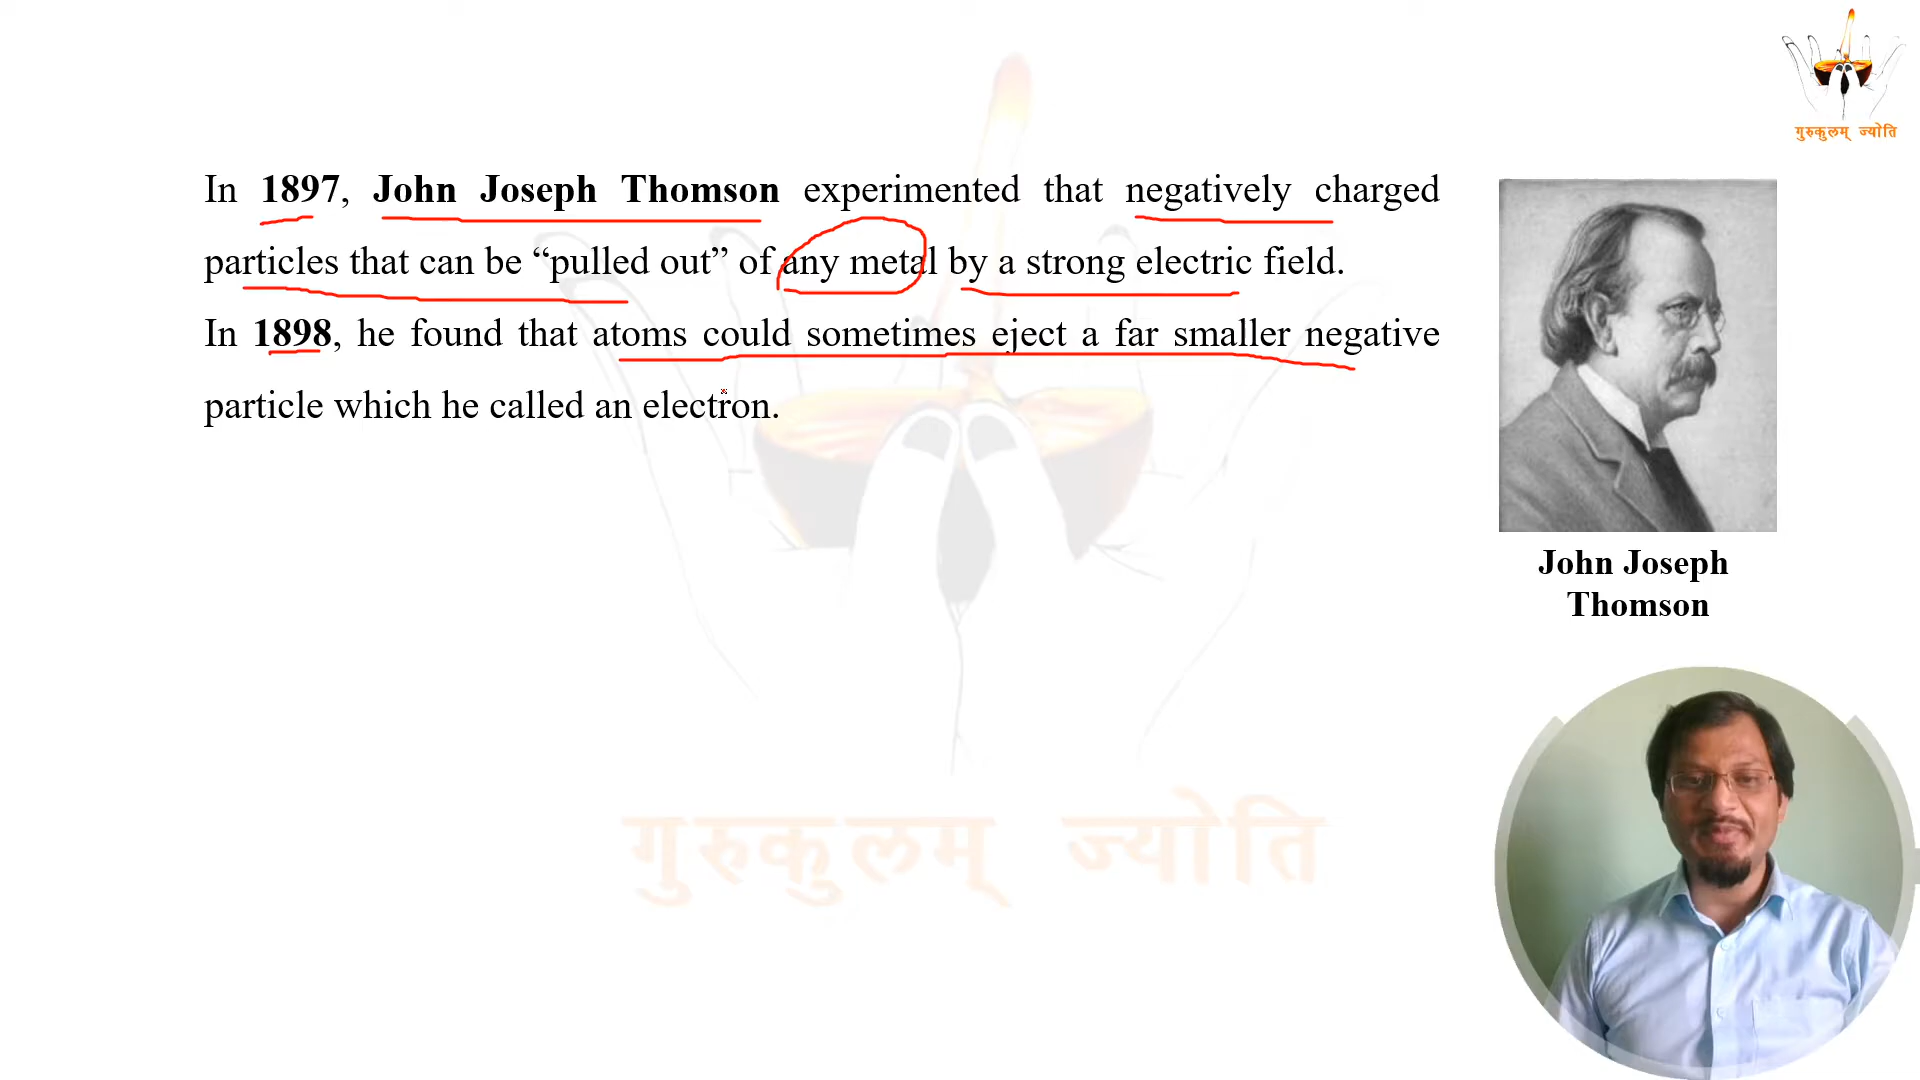 गुरुकुलम् ज्योति
In 1897, John Joseph Thomson experimented that negatively charged
particles that can be “pulled out” of any metal by a strong electric field.
In 1898, he found that atoms could sometimes eject a far smaller negative
particle which he called an electron.
John Joseph
Thomson
गुरुकुलम् ज्योति